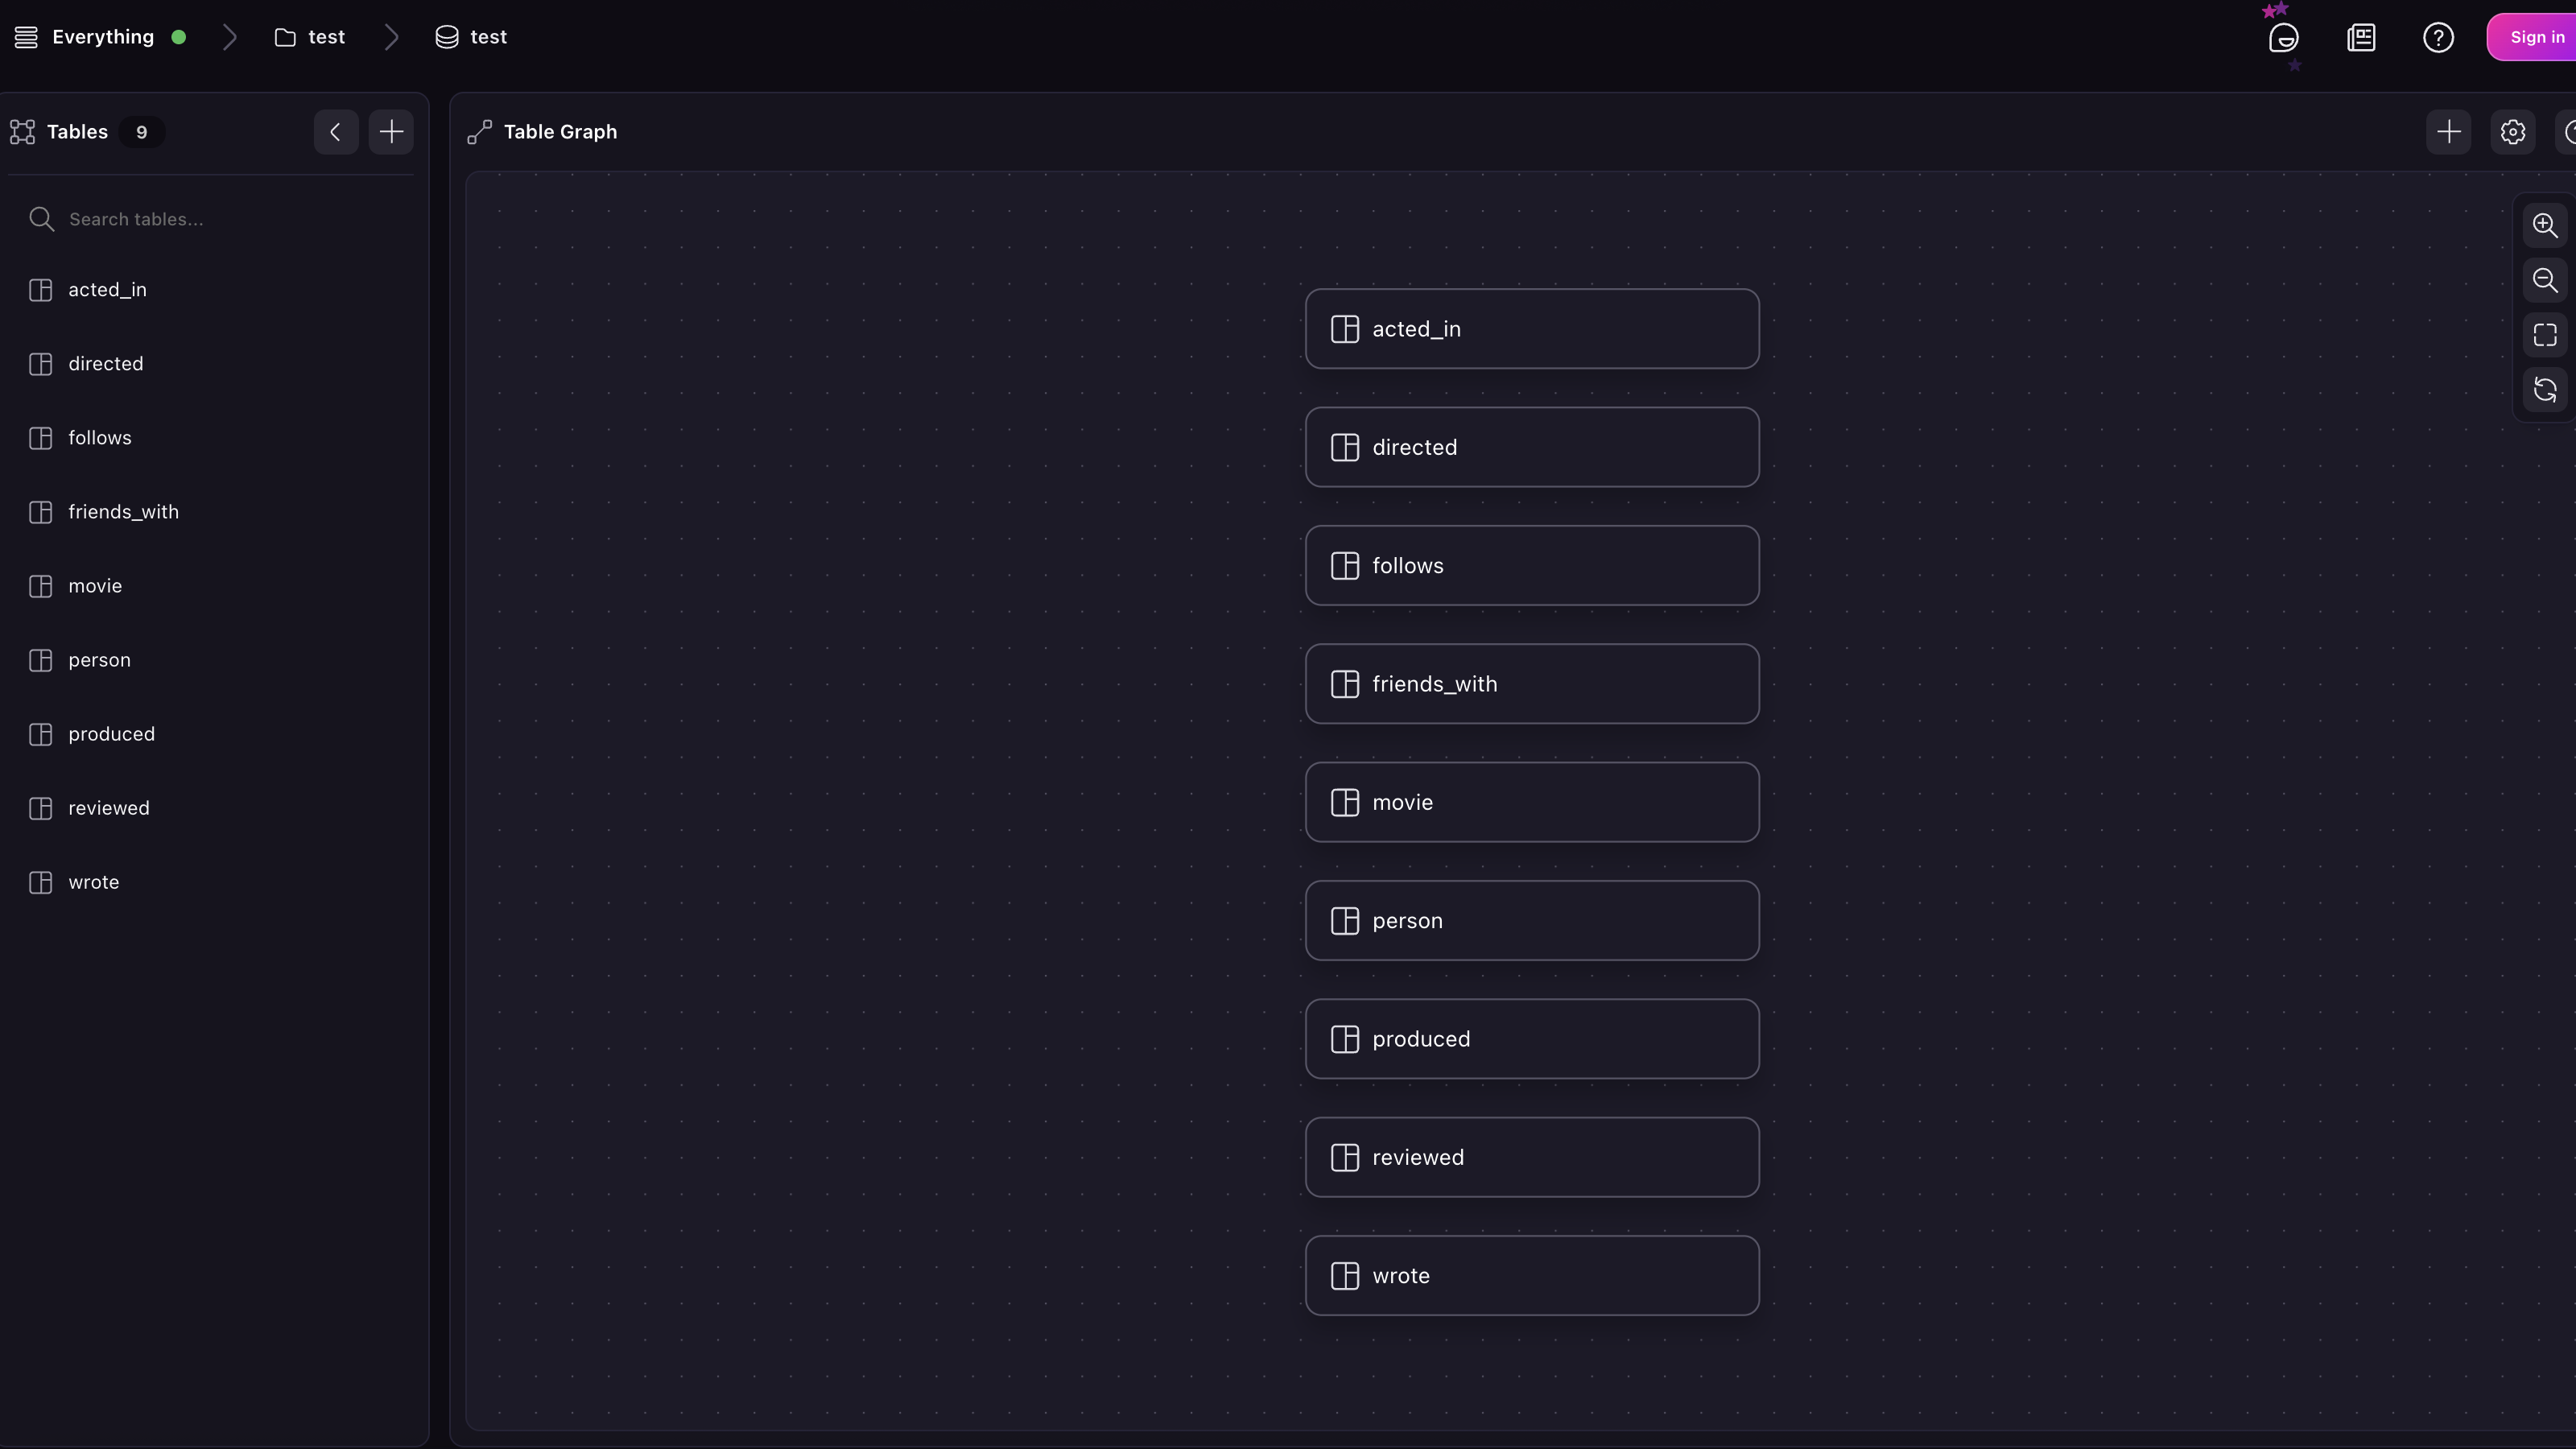 Everything
test
test
Sign in
Tables 9
Table Graph
Search tables...
acted_in
directed
follows
friends_with
movie
person
produced
reviewed
wrote
acted_in
directed
follows
friends_with
movie
person
produced
reviewed
wrote